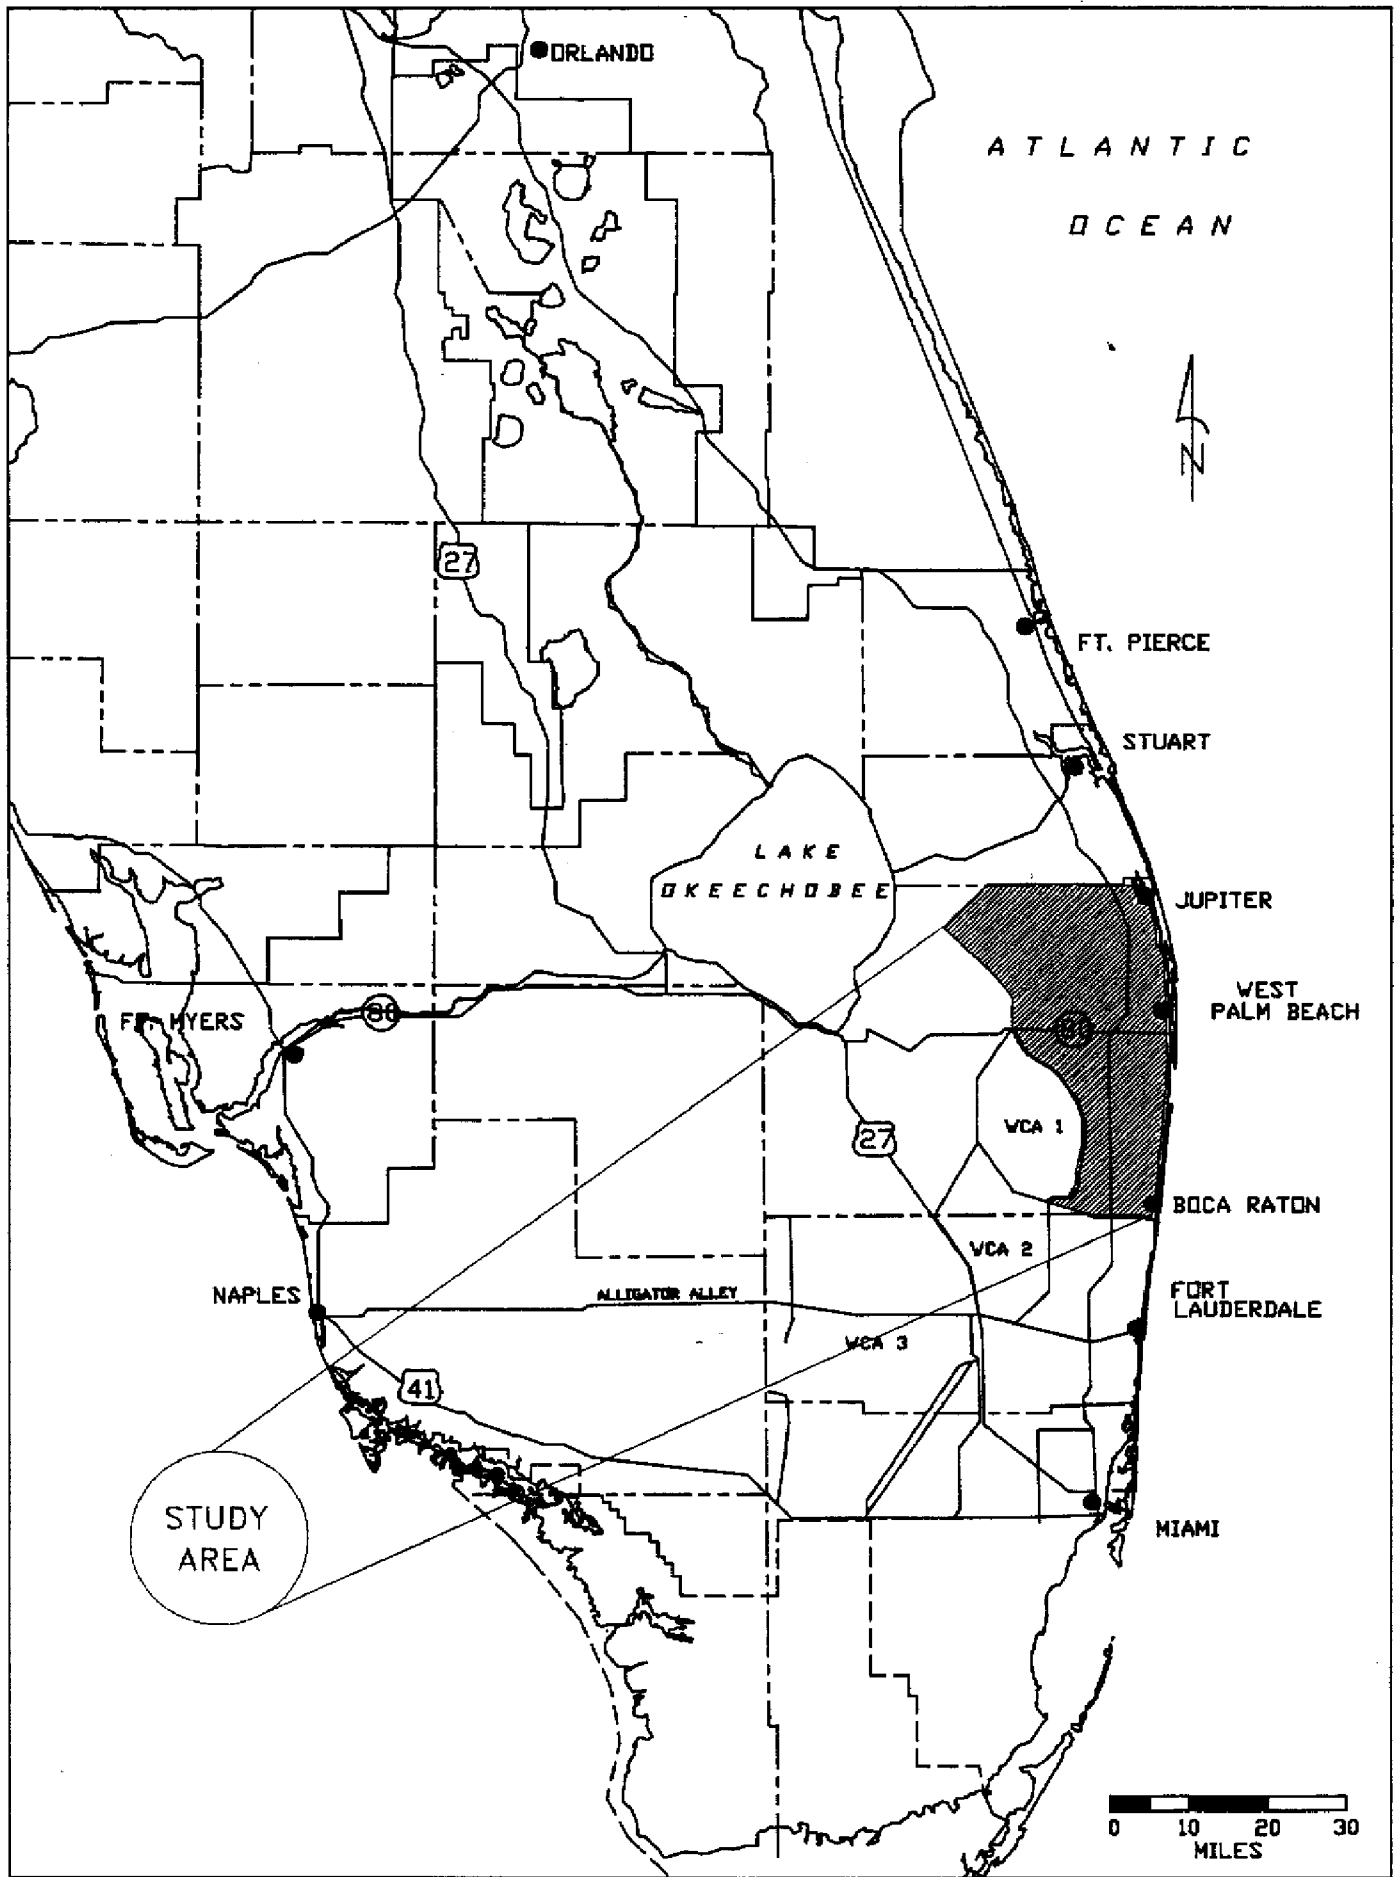 ORLANDO
ATLANTIC
OCEAN
N
27
FT. PIERCE
STUART
LAKE
OKEECHOBEE
JUPITER
WEST
PALM BEACH
FT. MYERS
80
80
WCA 1
27
BOCA RATON
WCA 2
NAPLES
ALLIGATOR ALLEY
FORT
LAUDERDALE
WCA 3
41
STUDY
AREA
MIAMI
0 10 20 30
MILES